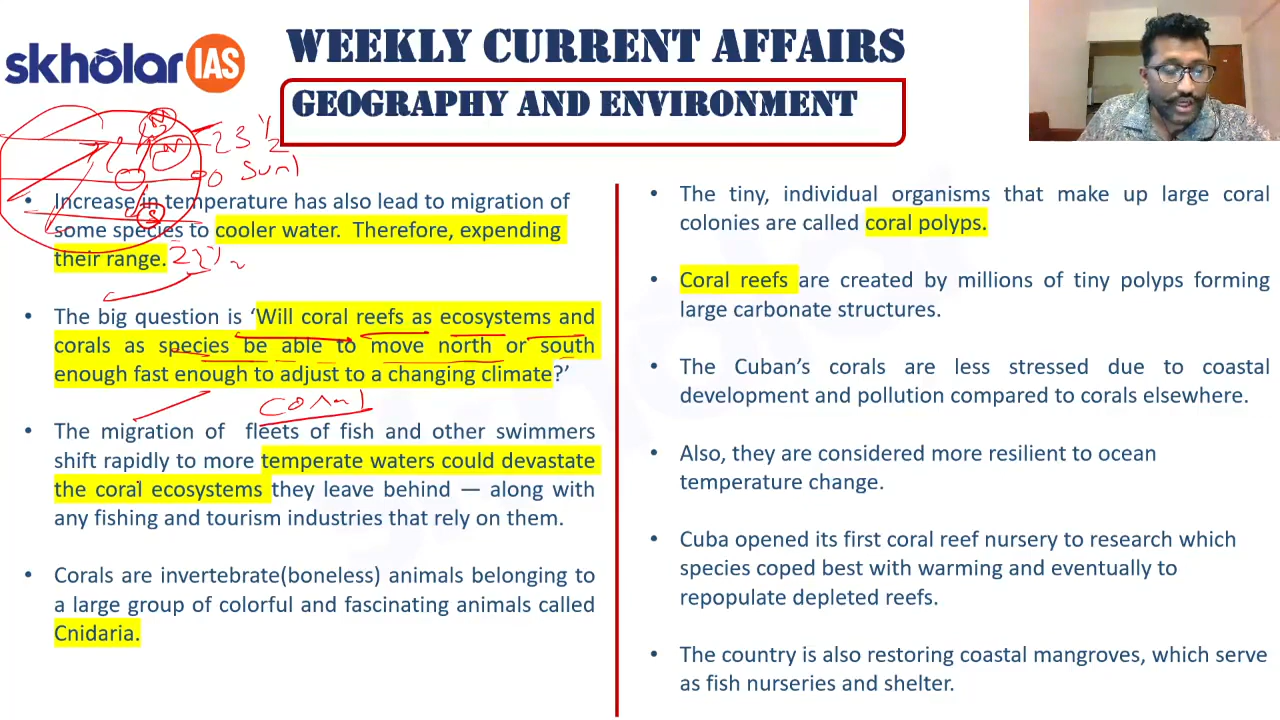 skholar IAS
WEEKLY CURRENT AFFAIRS
GEOGRAPHY AND ENVIRONMENT
23 1/2
Sun
Increase in temperature has also lead to migration of
some species to cooler water. Therefore, expending
their range.
The big question is ‘Will coral reefs as ecosystems and
corals as species be able to move north or south
enough fast enough to adjust to a changing climate?’
coral
The migration of fleets of fish and other swimmers
shift rapidly to more temperate waters could devastate
the coral ecosystems they leave behind — along with
any fishing and tourism industries that rely on them.
Corals are invertebrate(boneless) animals belonging to
a large group of colorful and fascinating animals called
Cnidaria.
The tiny, individual organisms that make up large coral
colonies are called coral polyps.
Coral reefs are created by millions of tiny polyps forming
large carbonate structures.
The Cuban’s corals are less stressed due to coastal
development and pollution compared to corals elsewhere.
Also, they are considered more resilient to ocean
temperature change.
Cuba opened its first coral reef nursery to research which
species coped best with warming and eventually to
repopulate depleted reefs.
The country is also restoring coastal mangroves, which serve
as fish nurseries and shelter.